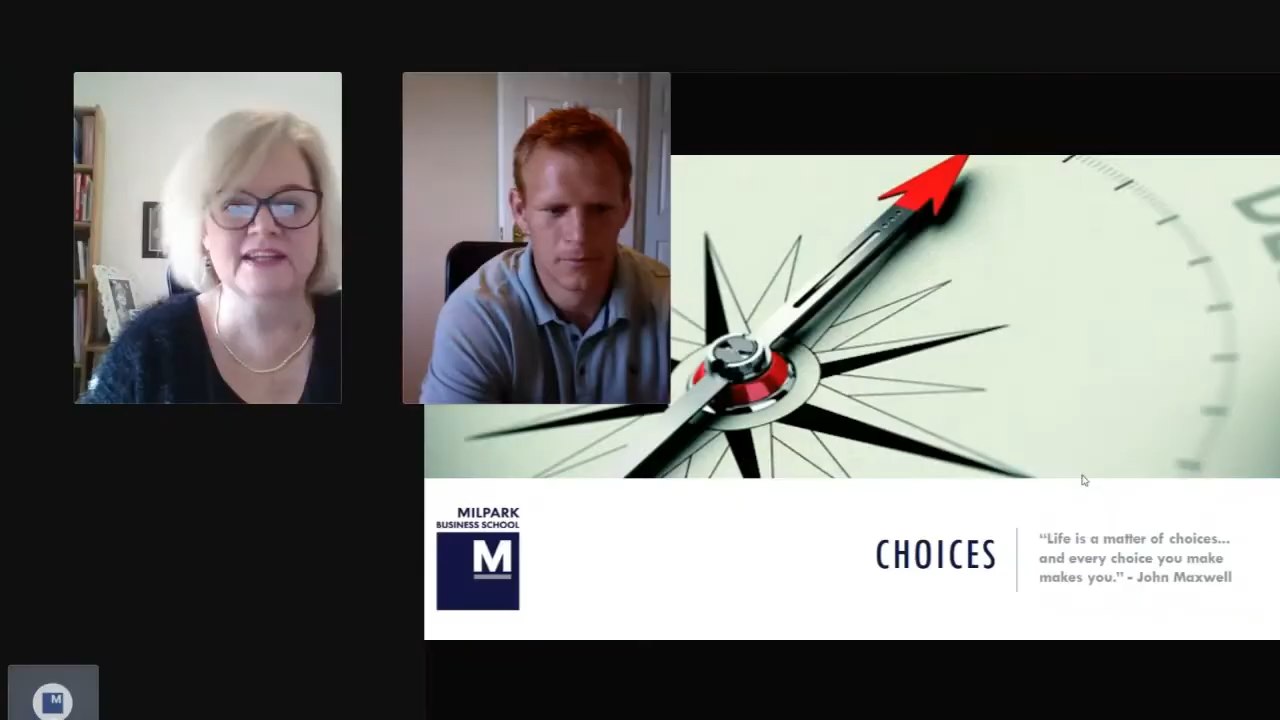 MILPARK
BUSINESS SCHOOL
M
CHOICES
“Life is a matter of choices...
and every choice you make
makes you.” - John Maxwell
M